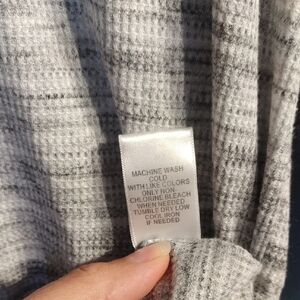 MACHINE WASH
COLD
WITH LIKE COLORS
ONLY NON-
CHLORINE BLEACH
WHEN NEEDED
TUMBLE DRY LOW
COOL IRON
IF NEEDED